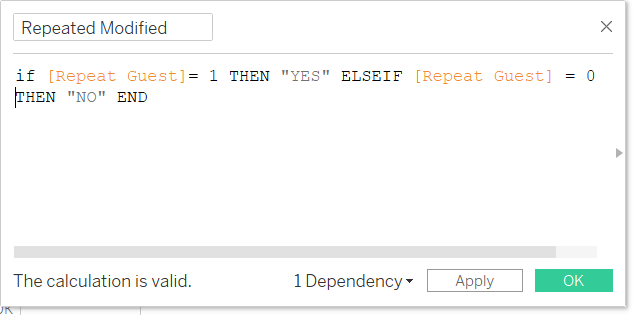 Repeated Modified
if [Repeat Guest]= 1 THEN "YES" ELSEIF [Repeat Guest] = 0
THEN "NO" END
The calculation is valid.
1 Dependency
Apply
OK